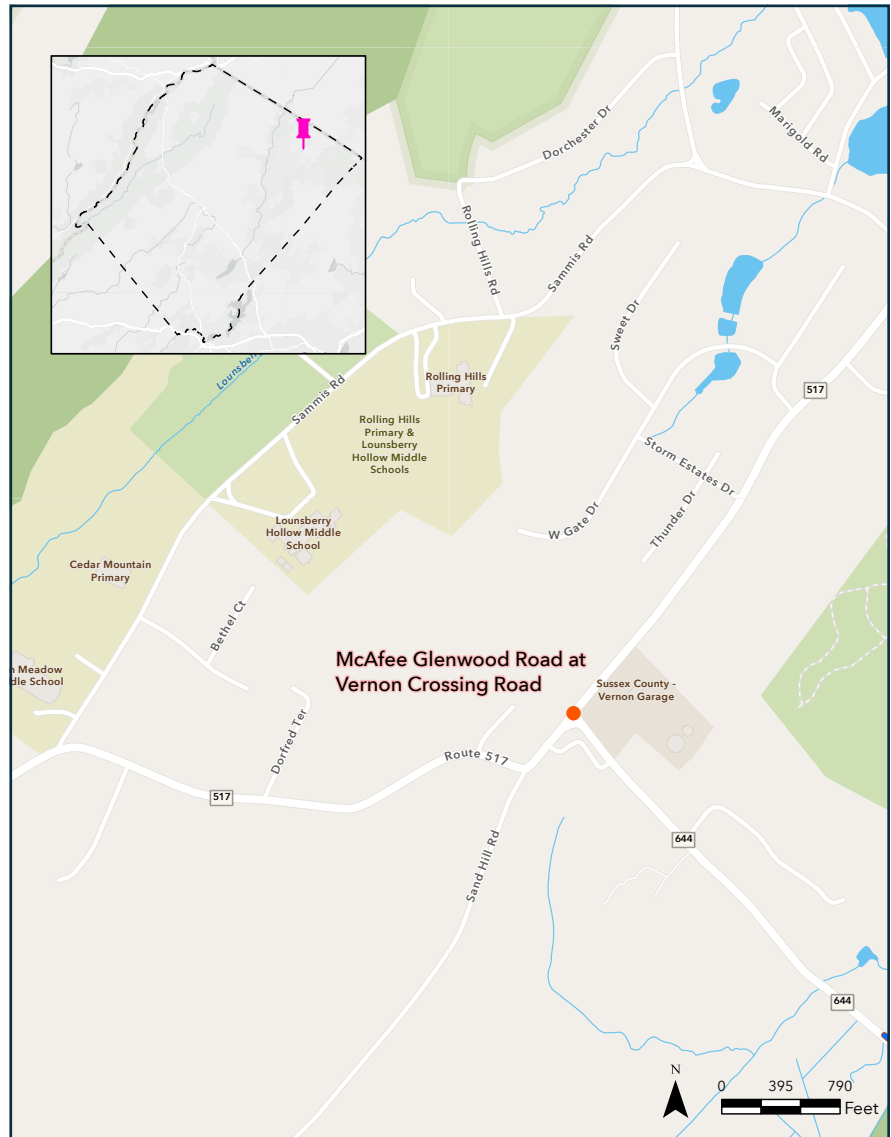 Dorchester Dr
Marigold Rd
Rolling Hills Rd
Sammis Rd
Sweet Dr
517
Lounsber
Sammis Rd
Rolling Hills
Primary
Rolling Hills
Primary &
Lounsberry
Hollow Middle
Schools
Storm Estates Dr
W Gate Dr
Thunder Dr
Lounsberry
Hollow Middle
School
Cedar Mountain
Primary
Bethel Ct
McAfee Glenwood Road at
Vernon Crossing Road
n Meadow
dle School
Sussex County -
Vernon Garage
Dorfred Ter
Route 517
517
644
Sand Hill Rd
644
N
0 395 790
Feet